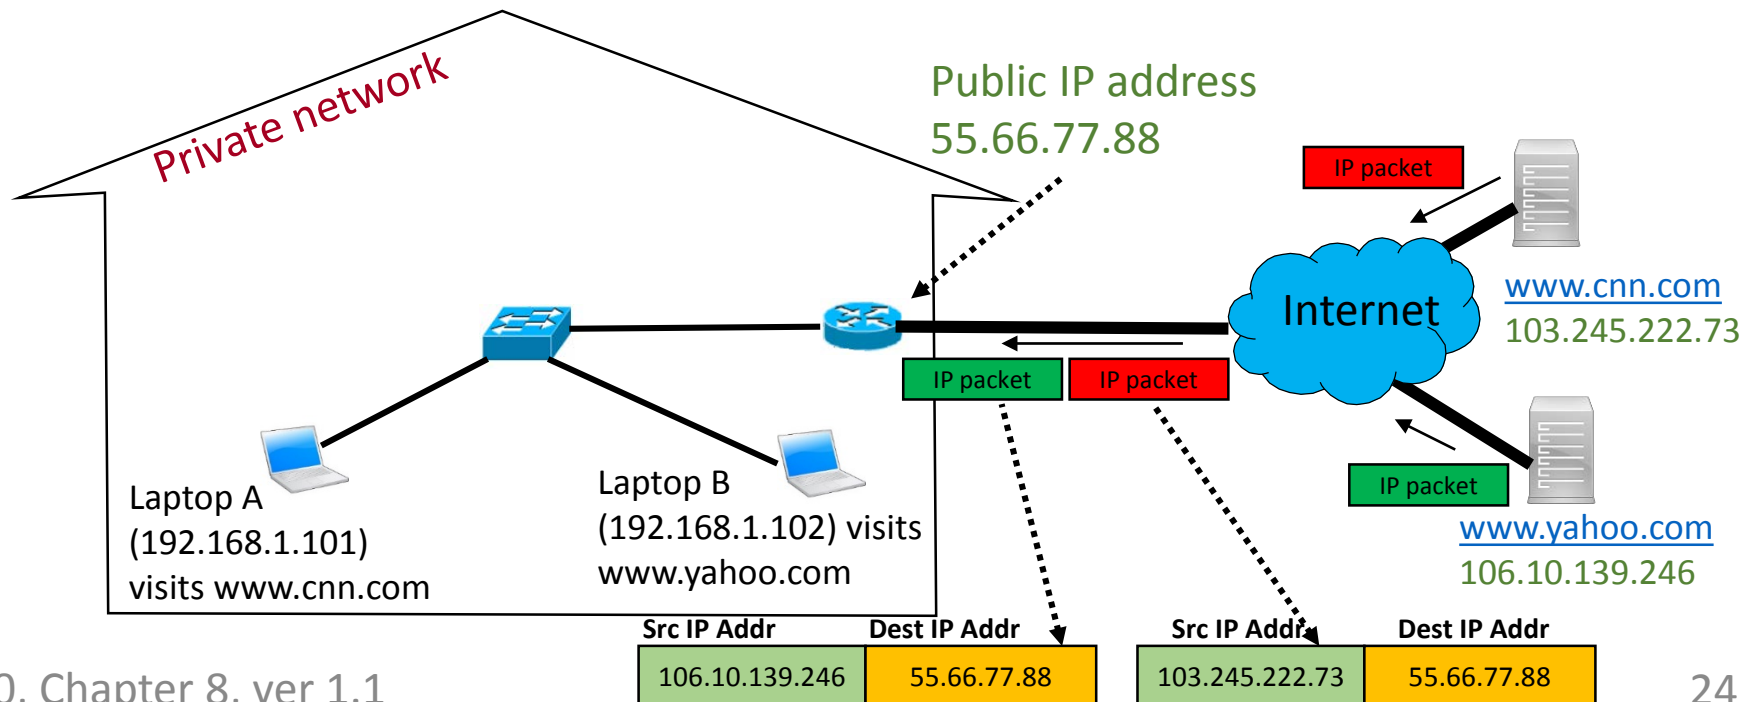 Private network
Public IP address
55.66.77.88
IP packet
Internet
www.cnn.com
103.245.222.73
IP packet
IP packet
IP packet
Laptop A
(192.168.1.101)
visits www.cnn.com
Laptop B
(192.168.1.102) visits
www.yahoo.com
www.yahoo.com
106.10.139.246
Src IP Addr Dest IP Addr
106.10.139.246 55.66.77.88
Src IP Addr Dest IP Addr
103.245.222.73 55.66.77.88
0. Chapter 8. ver 1.1
24